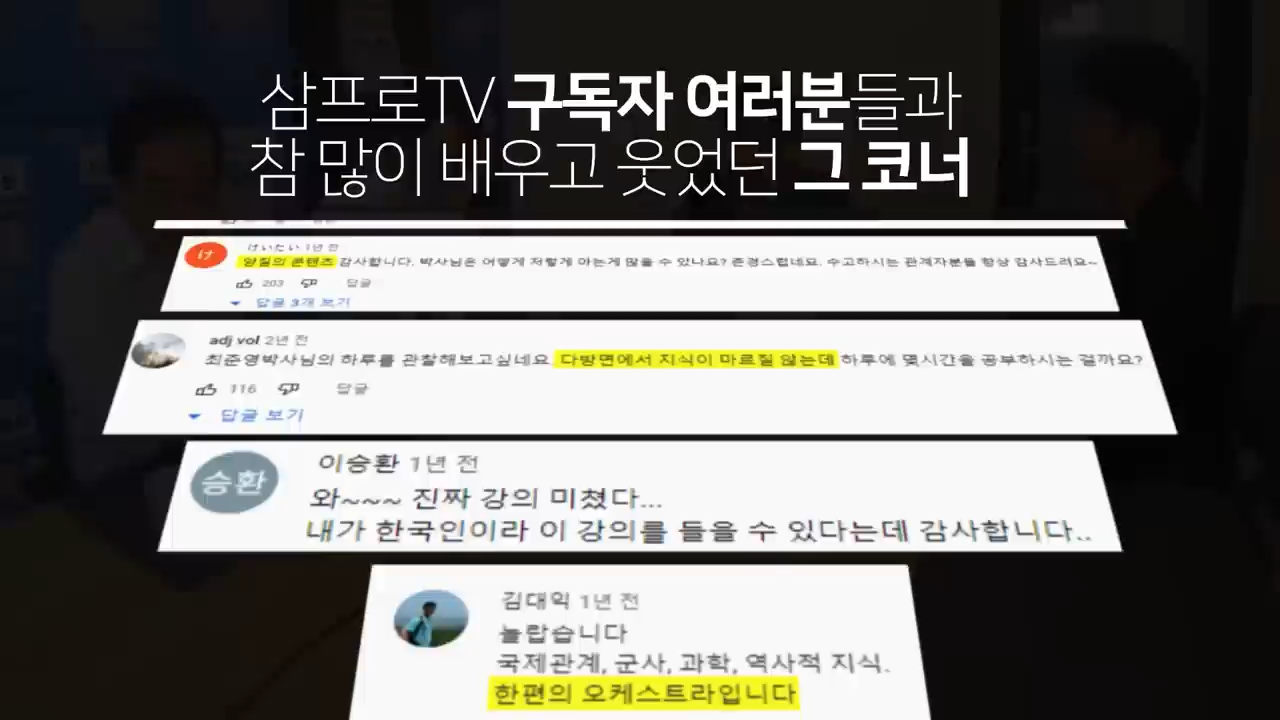 삼프로TV 구독자 여러분들과
참 많이 배우고 웃었던 그 코너
け
けいたい 1년 전
양질의 콘텐츠 감사합니다. 박사님은 어떻게 저렇게 아는게 많을 수 있나요? 존경스럽네요. 수고하시는 관계자분들 항상 감사드려요~
203 답글
답글 3개 보기
adj vol 2년 전
최준영박사님의 하루를 관찰해보고싶네요 다방면에서 지식이 마르질 않는데 하루에 몇시간을 공부하시는 걸까요?
116 답글
답글 보기
승환
이승환 1년 전
와~~~ 진짜 강의 미쳤다...
내가 한국인이라 이 강의를 들을 수 있다는데 감사합니다..
김대익 1년 전
놀랍습니다
국제관계, 군사, 과학, 역사적 지식.
한편의 오케스트라입니다